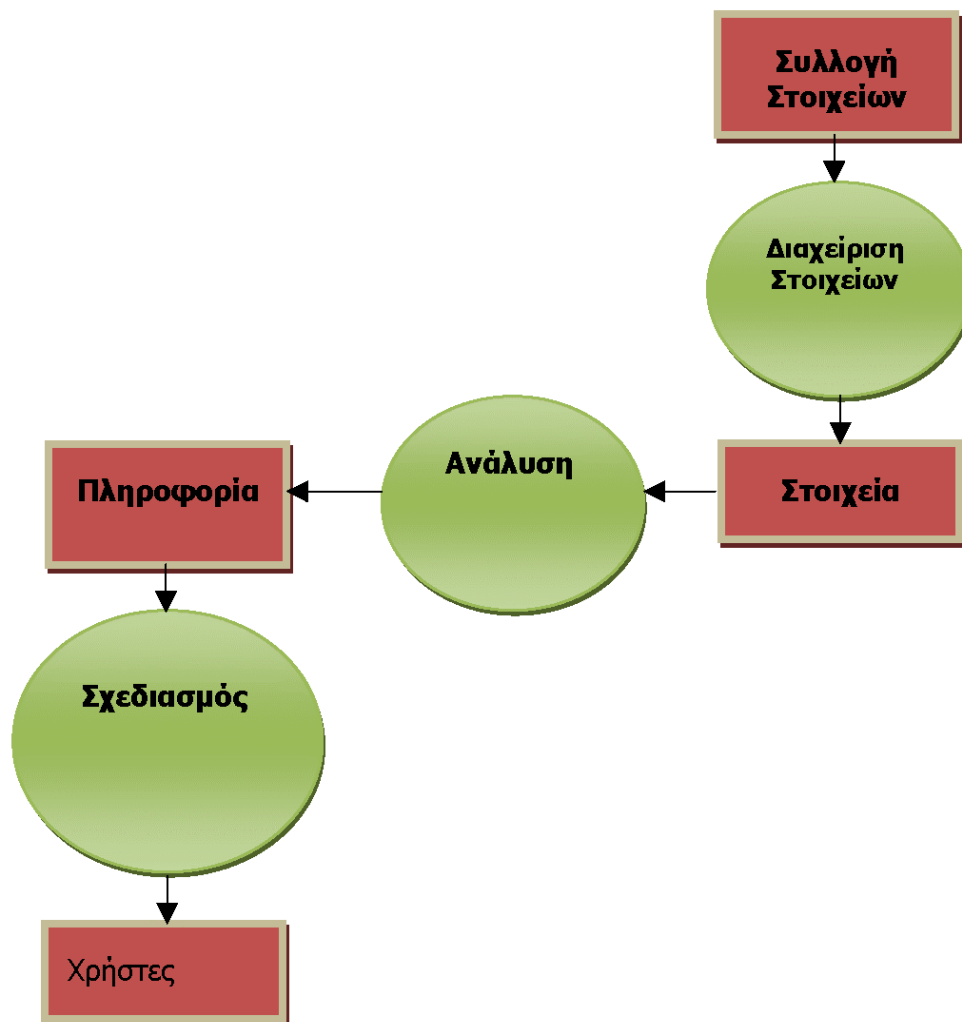 Συλλογή
Στοιχείων
Διαχείριση
Στοιχείων
Στοιχεία
Ανάλυση
Πληροφορία
Σχεδιασμός
Χρήστες